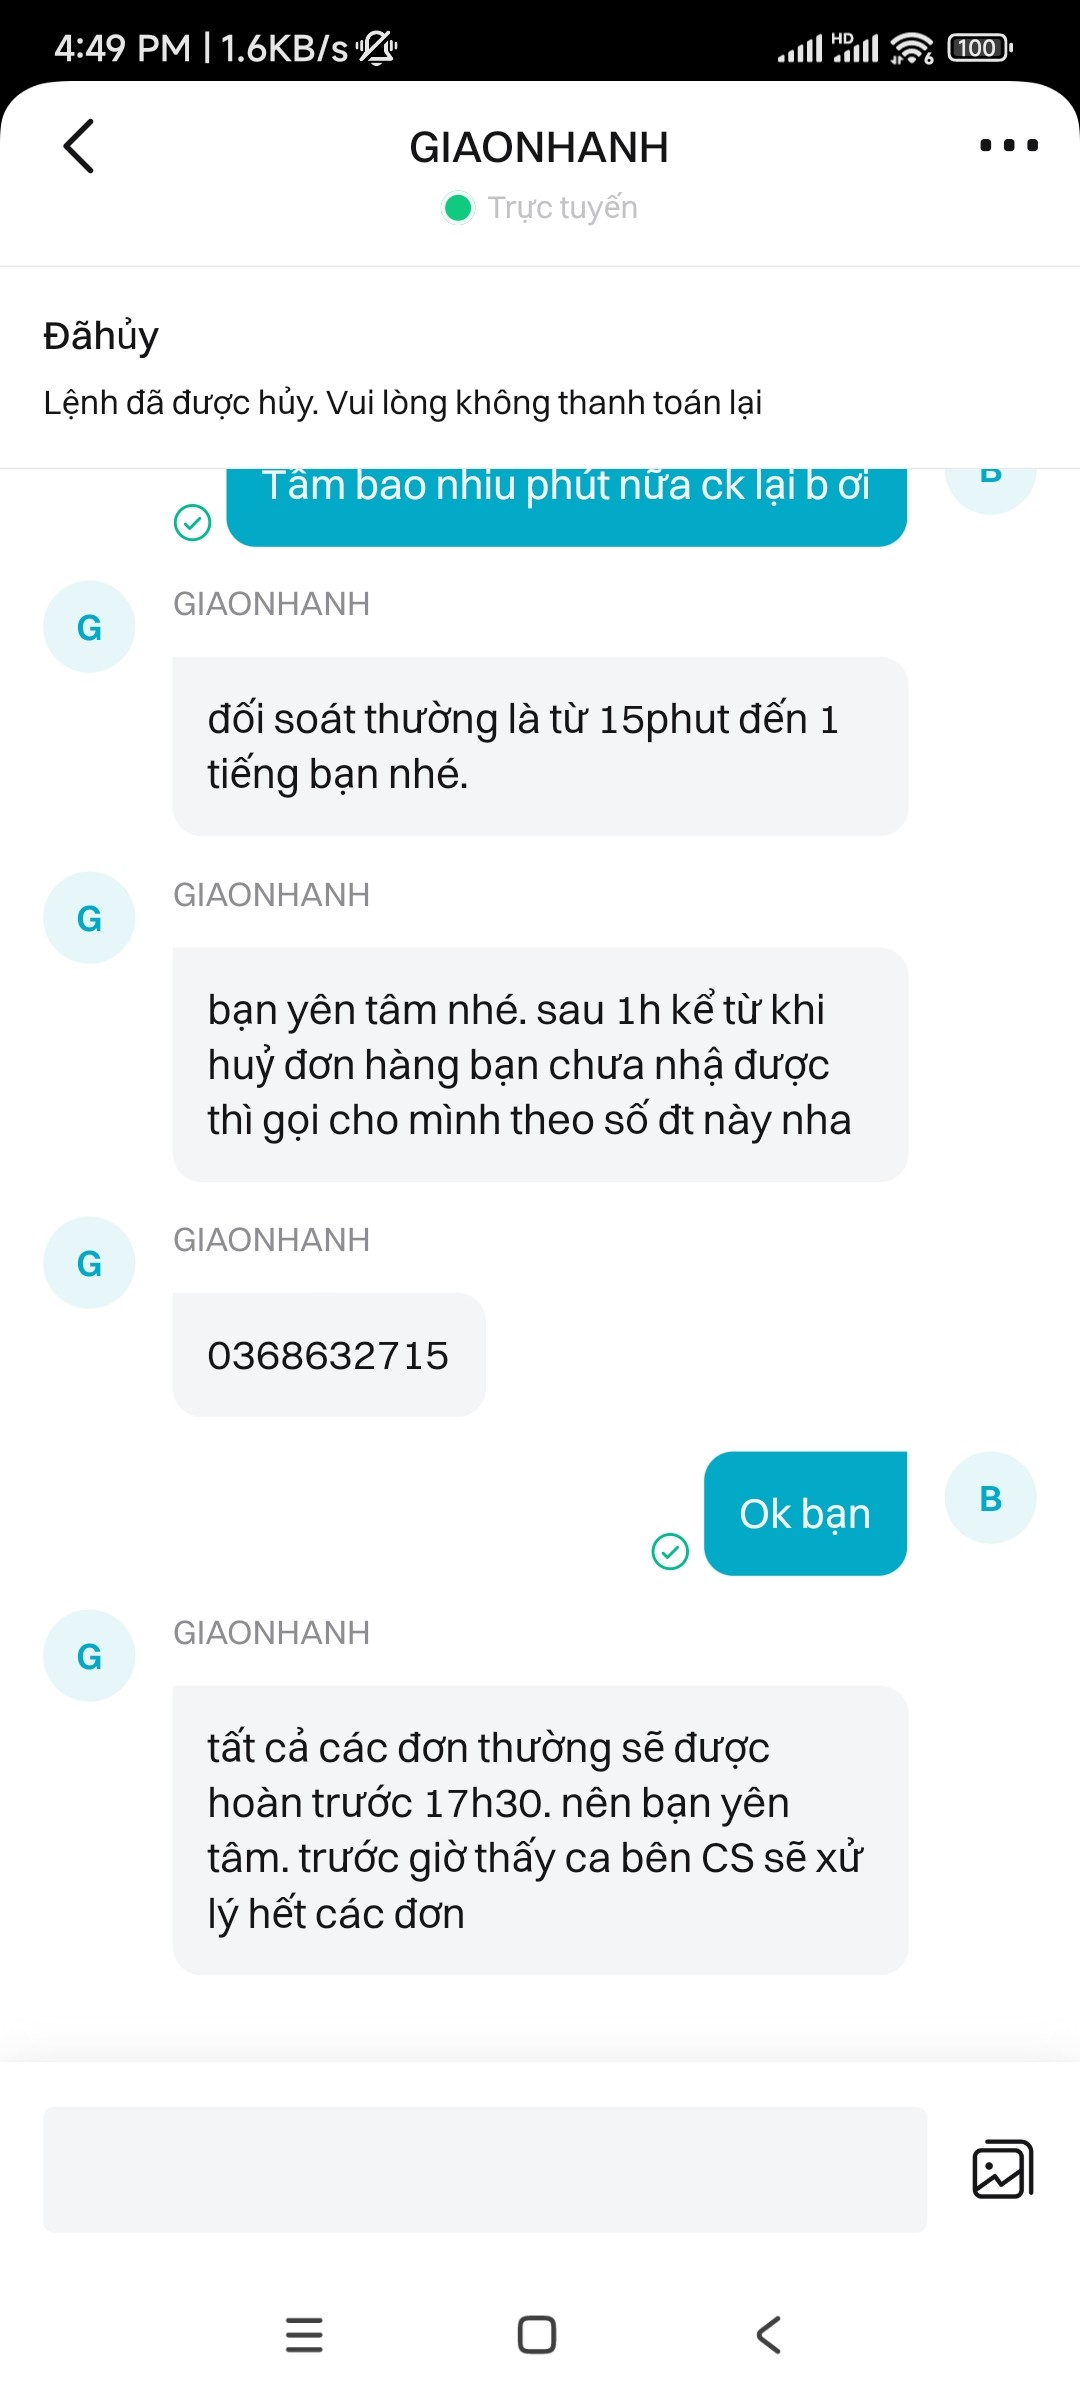 4:49 PM | 1.6KB/s
HD
6
100
GIAONHANH
Trực tuyến
Đãhủy
Lệnh đã được hủy. Vui lòng không thanh toán lại
Tầm bao nhiu phút nữa ck lại b ơi
B
GIAONHANH
G
đối soát thường là từ 15phut đến 1
tiếng bạn nhé.
GIAONHANH
G
bạn yên tâm nhé. sau 1h kể từ khi
huỷ đơn hàng bạn chưa nhậ được
thì gọi cho mình theo số đt này nha
GIAONHANH
G
0368632715
Ok bạn
B
GIAONHANH
G
tất cả các đơn thường sẽ được
hoàn trước 17h30. nên bạn yên
tâm. trước giờ thấy ca bên CS sẽ xử
lý hết các đơn